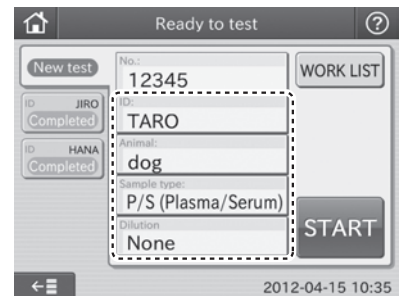 Ready to test
?
New test
No.:
12345
WORK LIST
ID JIRO
Completed
ID HANA
Completed
ID:
TARO
Animal:
dog
Sample type:
P/S (Plasma/Serum)
Dilution
None
START
2012-04-15 10:35